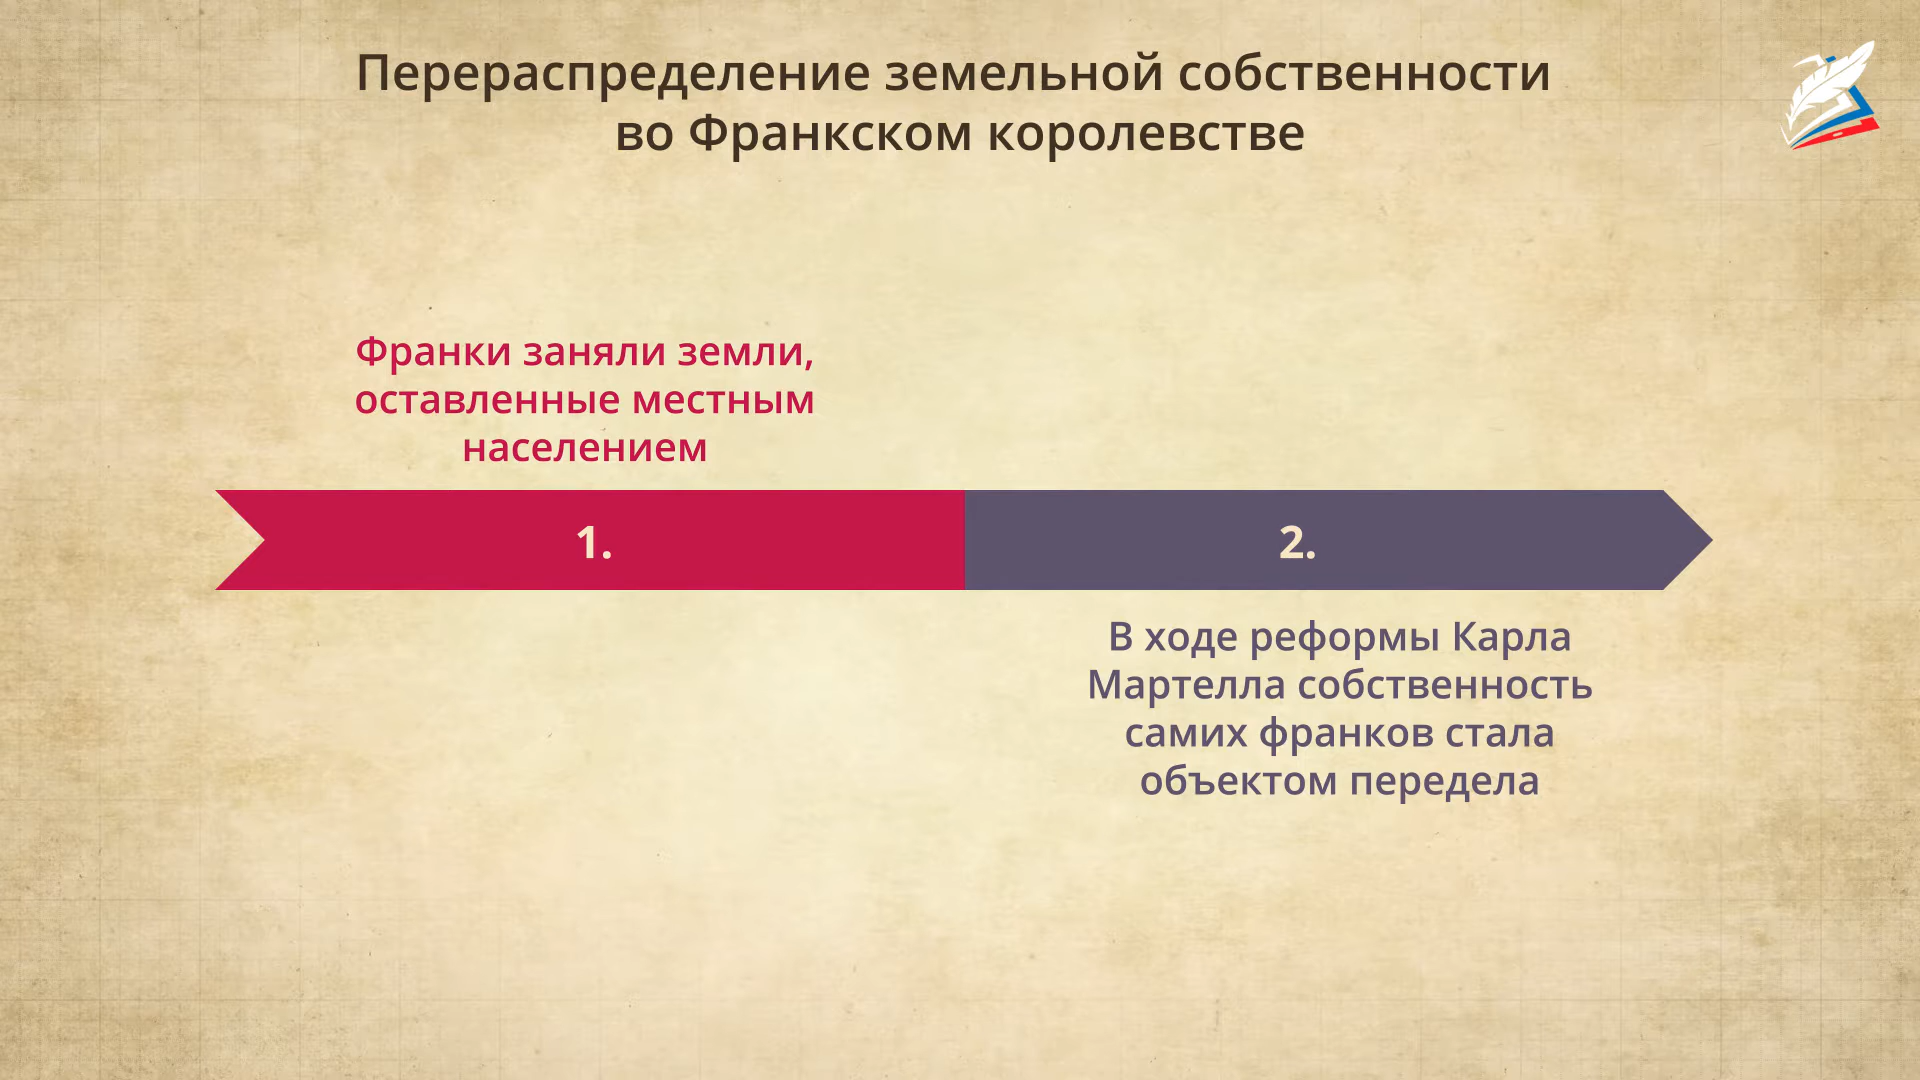 Перераспределение земельной собственности
во Франкском королевстве
Франки заняли земли,
оставленные местным
населением
1.
2.
В ходе реформы Карла
Мартелла собственность
самих франков стала
объектом передела